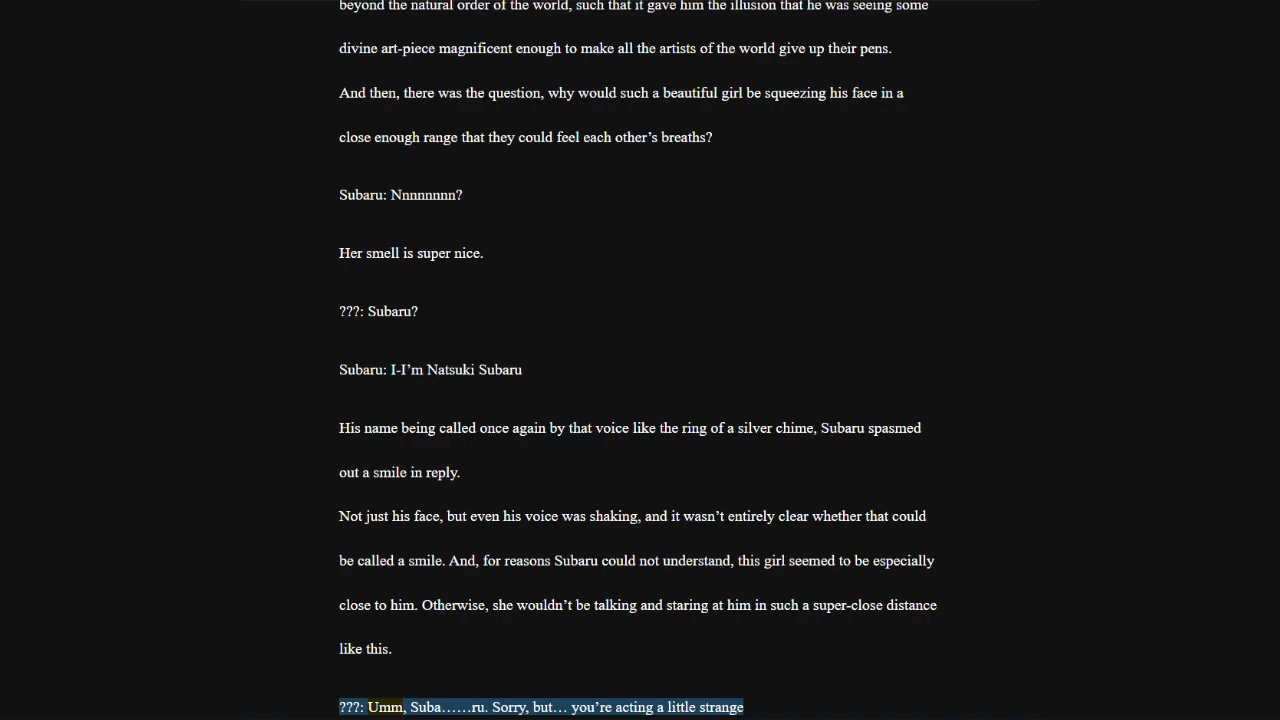 beyond the natural order of the world, such that it gave him the illusion that he was seeing some
divine art-piece magnificent enough to make all the artists of the world give up their pens.
And then, there was the question, why would such a beautiful girl be squeezing his face in a
close enough range that they could feel each other’s breaths?
Subaru: Nnnnnnnn?
Her smell is super nice.
???: Subaru?
Subaru: I-I’m Natsuki Subaru
His name being called once again by that voice like the ring of a silver chime, Subaru spasmed
out a smile in reply.
Not just his face, but even his voice was shaking, and it wasn’t entirely clear whether that could
be called a smile. And, for reasons Subaru could not understand, this girl seemed to be especially
close to him. Otherwise, she wouldn’t be talking and staring at him in such a super-close distance
like this.
???: Umm, Suba……ru. Sorry, but… you’re acting a little strange